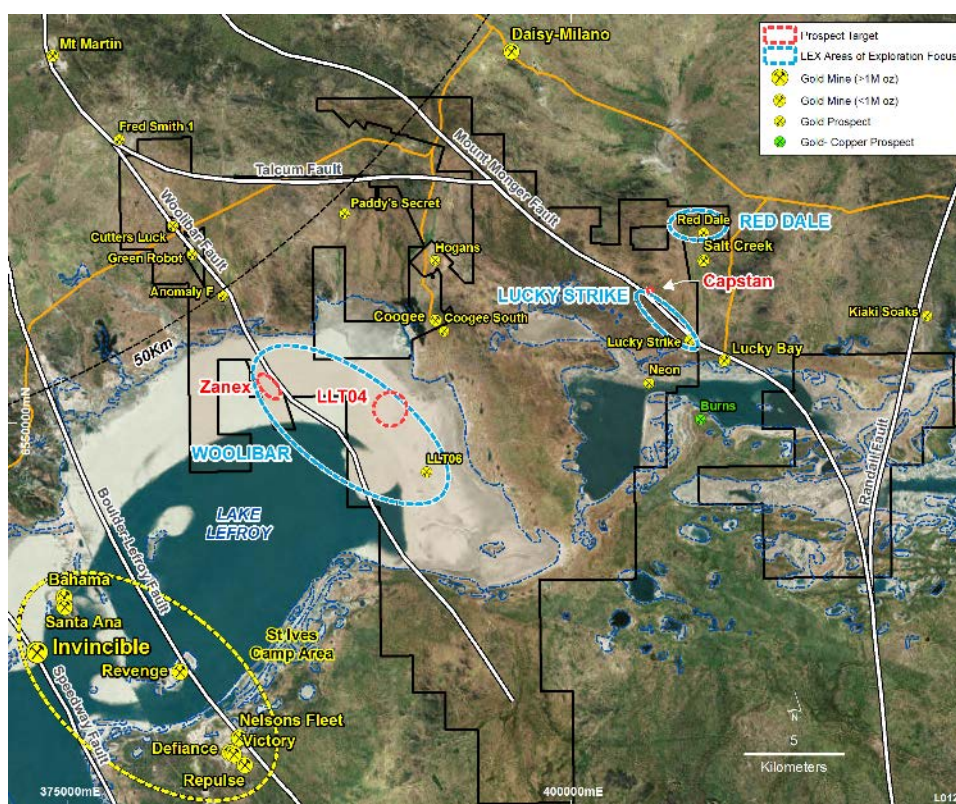 Mt Martin
Daisy-Milano
Prospect Target
LEX Areas of Exploration Focus
Gold Mine (>1M oz)
Gold Mine (<1M oz)
Gold Prospect
Gold- Copper Prospect
Fred Smith 1
Talcum Fault
Mount Monger Fault
Woolibar Fault
Paddy's Secret
Red Dale
RED DALE
Cutters Luck
Green Robot
Hogans
Salt Creek
Anomaly F
LUCKY STRIKE
Capstan
Coogee
Coogee South
Lucky Strike
Kiaki Soaks
50Km
Lucky Bay
Zanex
LLT04
Neon
Burns
6550000mN
WOOLIBAR
LLT06
Randall Fault
LAKE
LEFROY
Boulder-Lefroy Fault
Bahama
Santa Ana
St Ives
Camp Area
Invincible
Revenge
Speedway Fault
Nelsons Fleet
Victory
Defiance
Repulse
N
5
Kilometers
375000mE
400000mE
L012